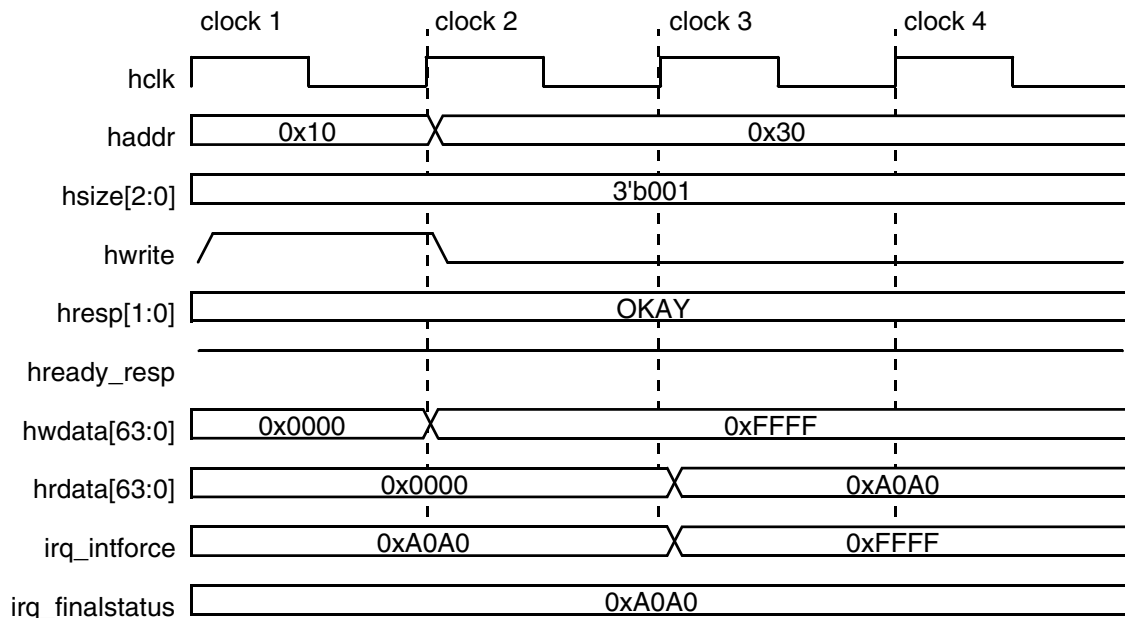 clock 1 clock 2 clock 3 clock 4
hclk
haddr 0x10 0x30
hsize[2:0] 3'b001
hwrite
hresp[1:0] OKAY
hready_resp
hwdata[63:0] 0x0000 0xFFFF
hrdata[63:0] 0x0000 0xA0A0
irq_intforce 0xA0A0 0xFFFF
irq_finalstatus 0xA0A0